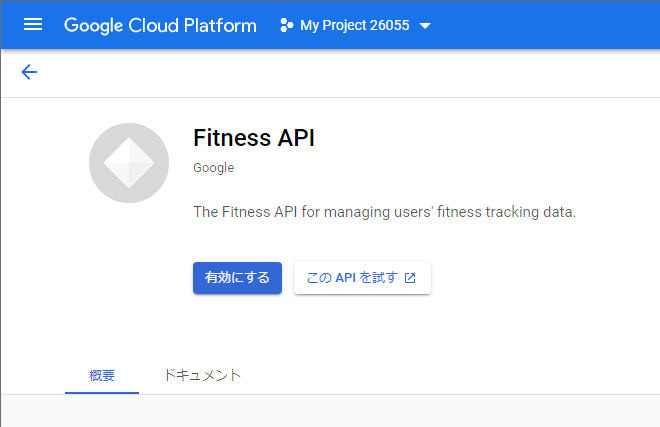 Google Cloud Platform My Project 26055
Fitness API
Google
The Fitness API for managing users' fitness tracking data.
有効にする この API を試す
概要 ドキュメント